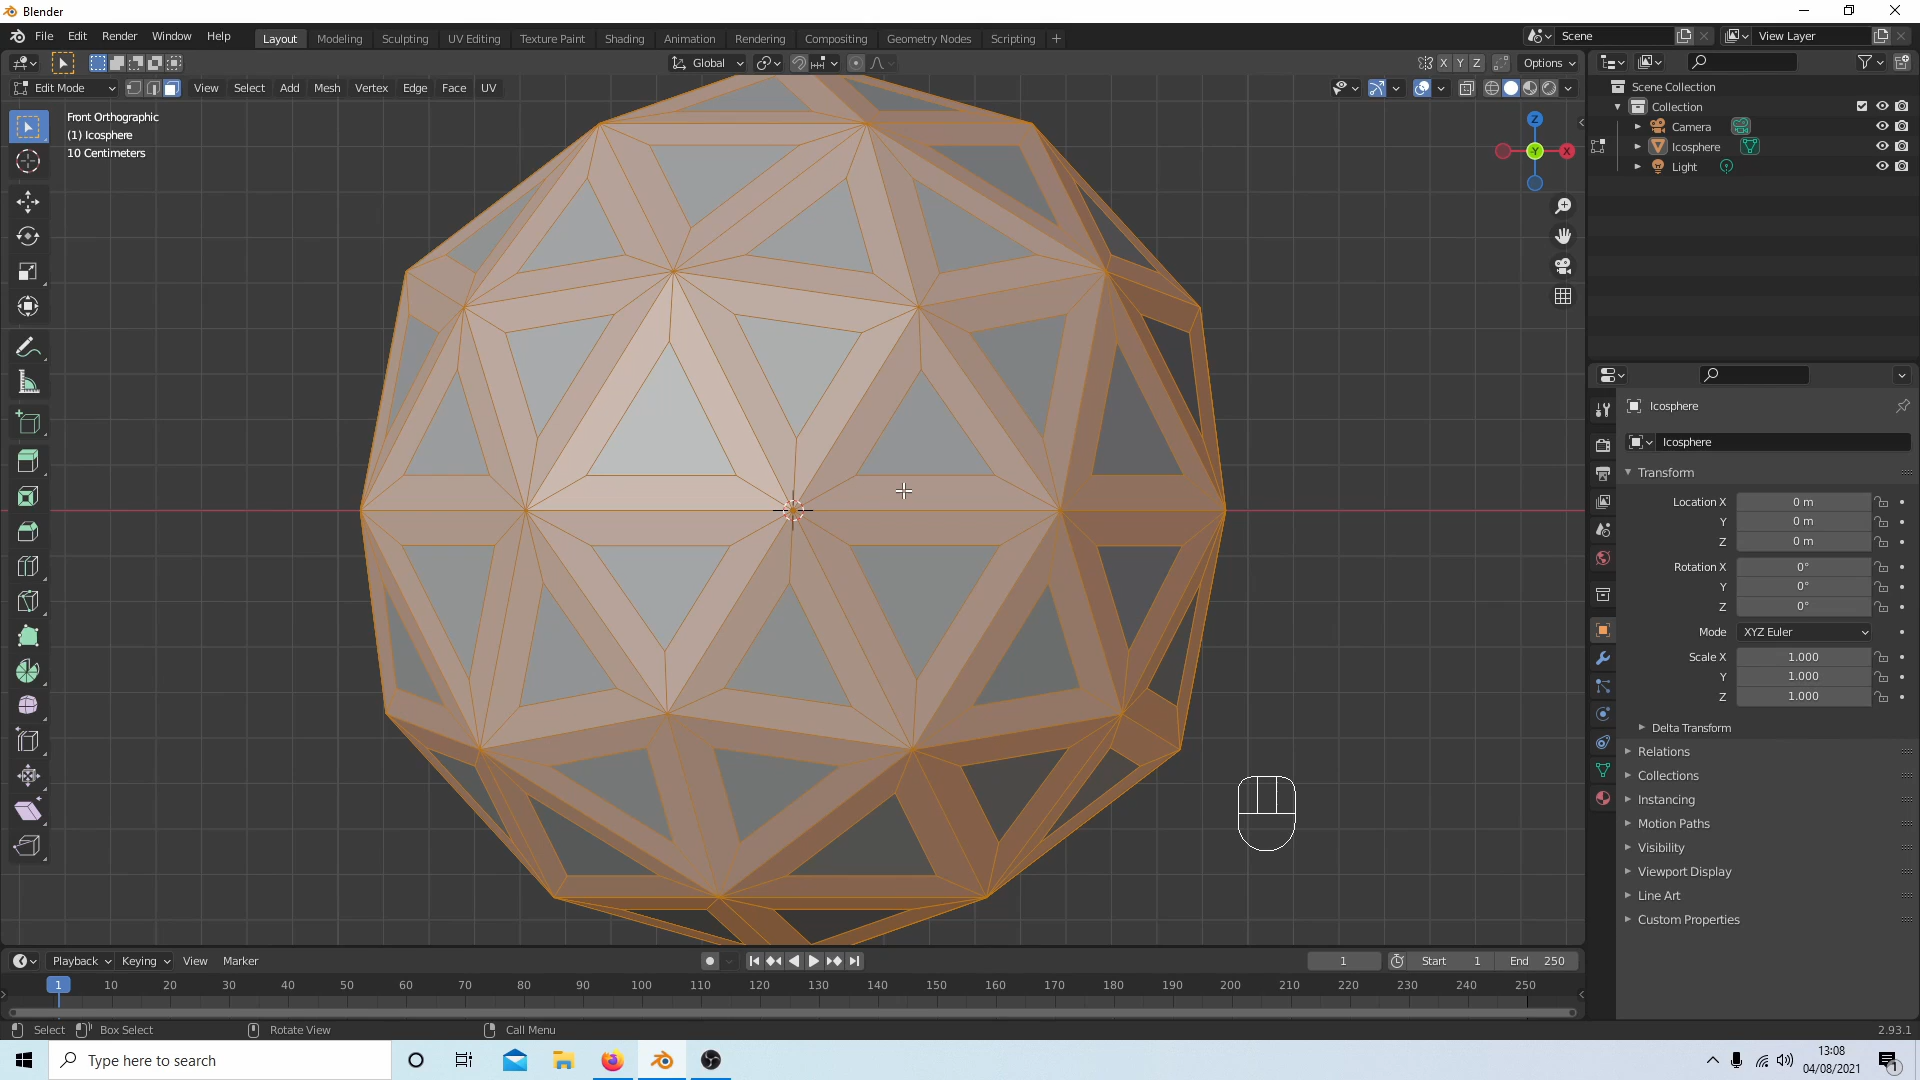 Blender
File Edit Render Window Help
Layout Modeling Sculpting UV Editing Texture Paint Shading Animation Rendering Compositing Geometry Nodes Scripting +
Scene
View Layer
Global
X Y Z
Options
Edit Mode
View Select Add Mesh Vertex Edge Face UV
Front Orthographic
(1) Icosphere
10 Centimeters
Z
-Y
X
Scene Collection
Collection
Camera
Icosphere
Light
Icosphere
Icosphere
Transform
Location X 0 m
Y 0 m
Z 0 m
Rotation X 0°
Y 0°
Z 0°
Mode XYZ Euler
Scale X 1.000
Y 1.000
Z 1.000
Delta Transform
Relations
Collections
Instancing
Motion Paths
Visibility
Viewport Display
Line Art
Custom Properties
Playback Keying View Marker
1
Start 1 End 250
1 10 20 30 40 50 60 70 80 90 100 110 120 130 140 150 160 170 180 190 200 210 220 230 240 250
Select Box Select Rotate View Call Menu
2.93.1
Type here to search
13:08
04/08/2021
1